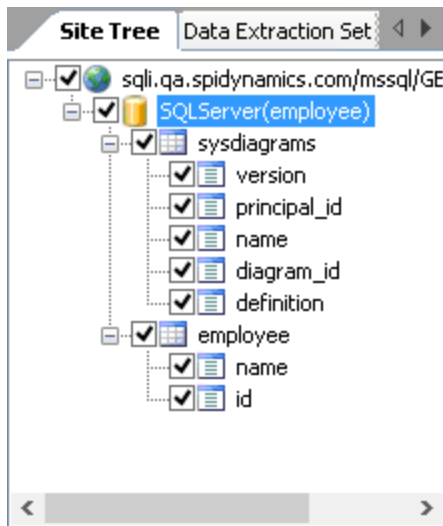 Site Tree Data Extraction Set
sqli.qa.spidynamics.com/mssql/GE
SQLServer(employee)
sysdiagrams
version
principal_id
name
diagram_id
definition
employee
name
id